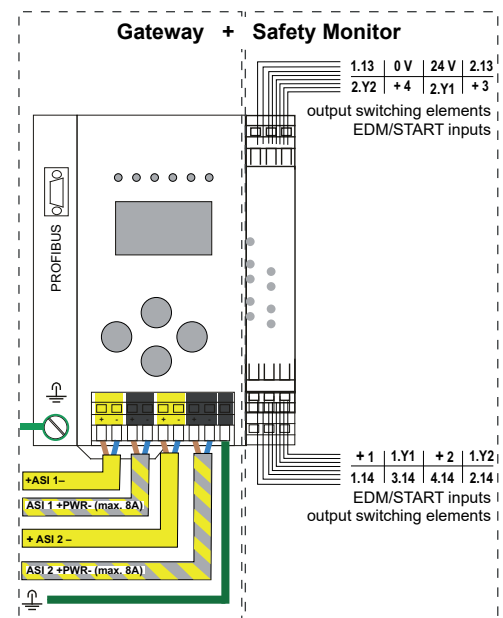 Gateway + Safety Monitor
1.13 0 V 24 V 2.13
2.Y2 + 4 2.Y1 + 3
output switching elements
EDM/START inputs
PROFIBUS
+ - + -
+ASI 1–
ASI 1 +PWR- (max. 8A)
+ ASI 2 –
ASI 2 +PWR- (max. 8A)
+ 1 1.Y1 + 2 1.Y2
1.14 3.14 4.14 2.14
EDM/START inputs
output switching elements